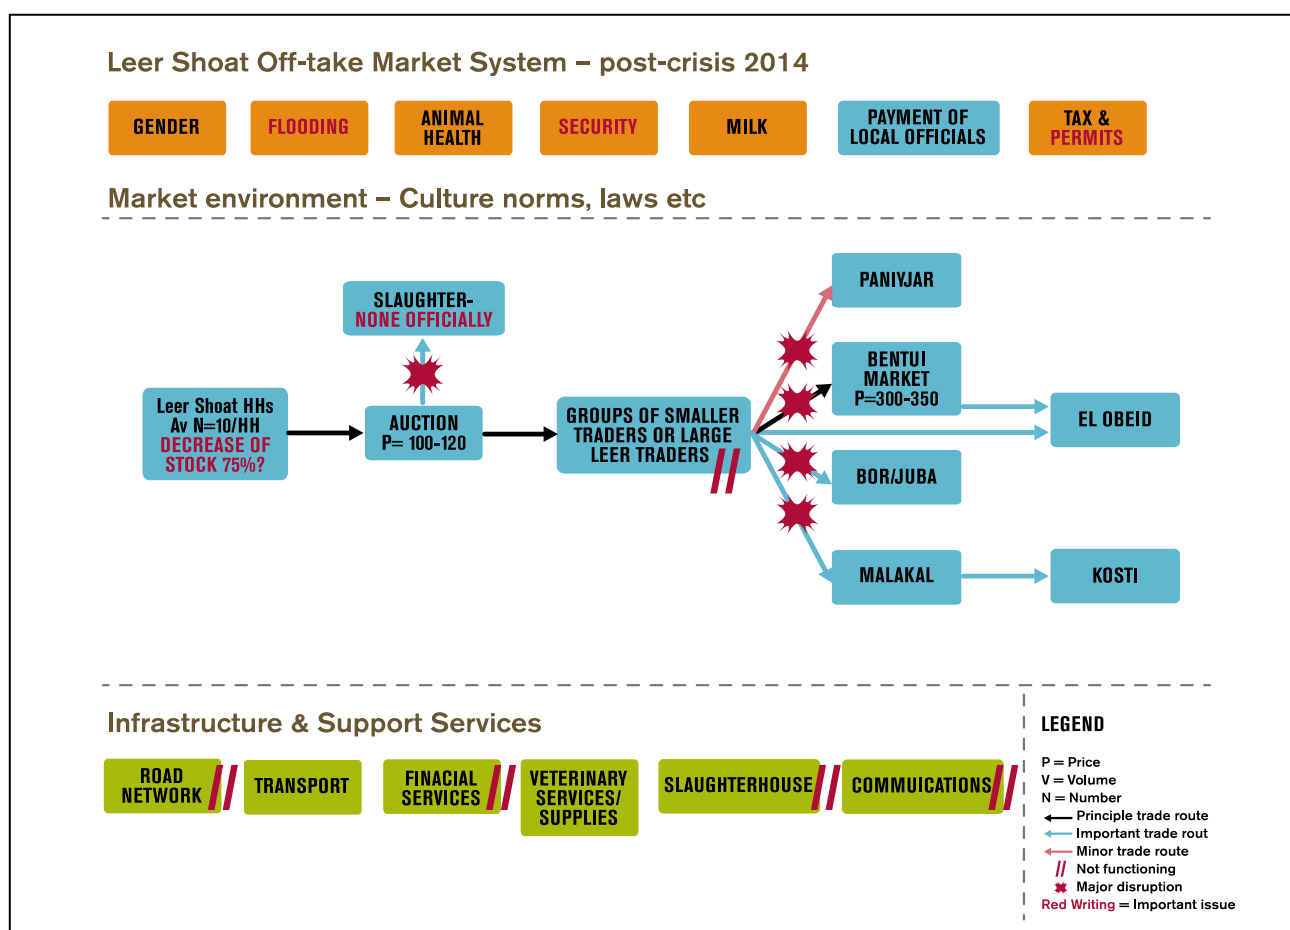 Leer Shoat Off-take Market System – post-crisis 2014
GENDER
FLOODING
ANIMAL
HEALTH
SECURITY
MILK
PAYMENT OF
LOCAL OFFICIALS
TAX &
PERMITS
Market environment – Culture norms, laws etc
SLAUGHTER-
NONE OFFICIALLY
Leer Shoat HHs
Av N=10/HH
DECREASE OF
STOCK 75%?
AUCTION
P= 100-120
GROUPS OF SMALLER
TRADERS OR LARGE
LEER TRADERS
PANIYJAR
BENTUI
MARKET
P=300-350
EL OBEID
BOR/JUBA
MALAKAL
KOSTI
Infrastructure & Support Services
ROAD
NETWORK
TRANSPORT
FINACIAL
SERVICES
VETERINARY
SERVICES/
SUPPLIES
SLAUGHTERHOUSE
COMMUICATIONS
LEGEND
P = Price
V = Volume
N = Number
Principle trade route
Important trade rout
Minor trade route
Not functioning
Major disruption
Red Writing = Important issue